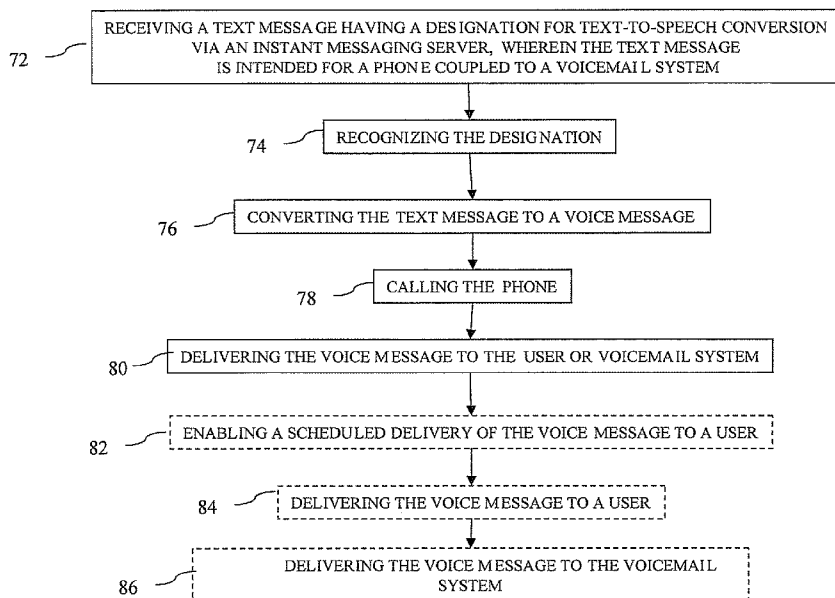 RECEIVING A TEXT MESSAGE HAVING A DESIGNATION FOR TEXT-TO-SPEECH CONVERSION
VIA AN INSTANT MESSAGING SERVER, WHEREIN THE TEXT MESSAGE
IS INTENDED FOR A PHONE COUPLED TO A VOICEMAIL SYSTEM
72
RECOGNIZING THE DESIGNATION
74
CONVERTING THE TEXT MESSAGE TO A VOICE MESSAGE
76
CALLING THE PHONE
78
DELIVERING THE VOICE MESSAGE TO THE USER OR VOICEMAIL SYSTEM
80
ENABLING A SCHEDULED DELIVERY OF THE VOICE MESSAGE TO A USER
82
DELIVERING THE VOICE MESSAGE TO A USER
84
DELIVERING THE VOICE MESSAGE TO THE VOICEMAIL
SYSTEM
86